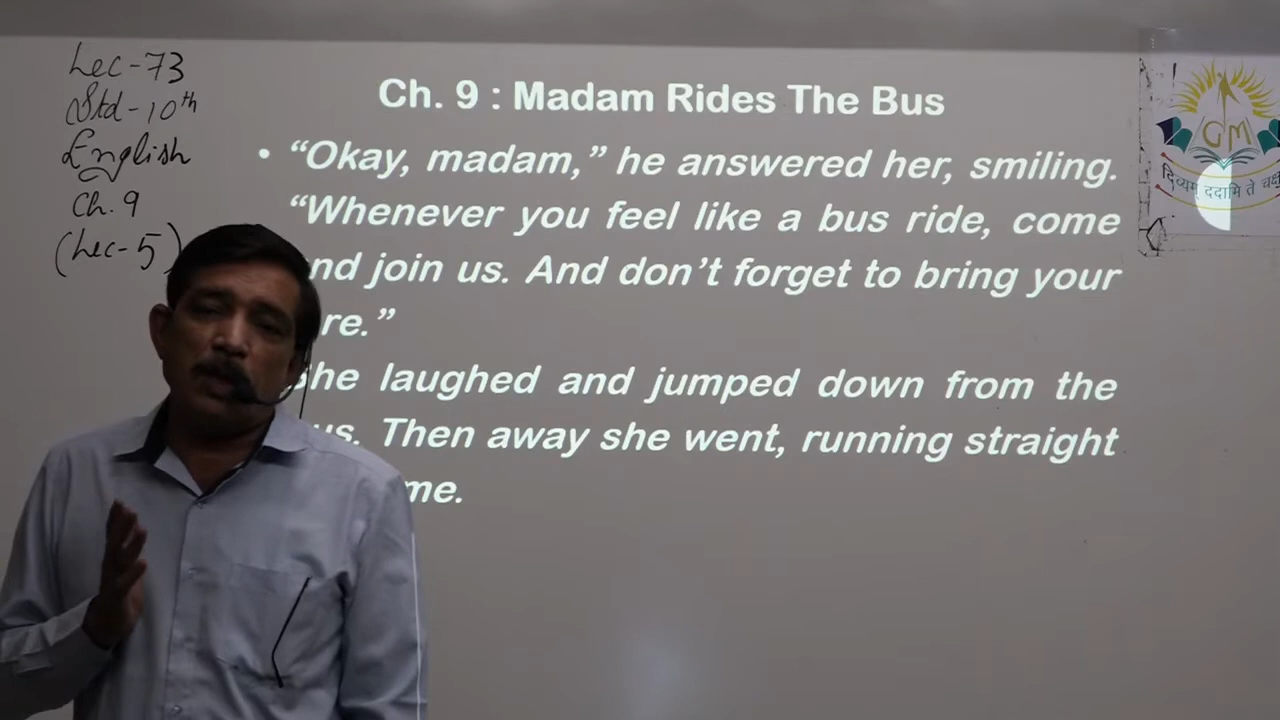 Lec-73
Std-10th
English
Ch. 9
(Lec-5)
Ch. 9 : Madam Rides The Bus
• “Okay, madam,” he answered her, smiling.
“Whenever you feel like a bus ride, come
nd join us. And don’t forget to bring your
re.”
She laughed and jumped down from the
us. Then away she went, running straight
me.
GM
दिव्यम् ददामि ते चक्षु